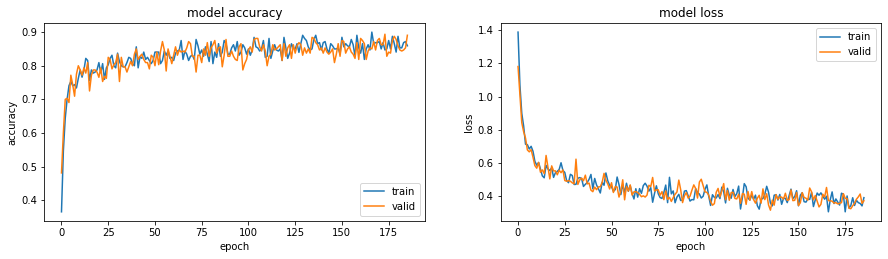 model accuracy
0.9
0.8
0.7
0.6
0.5
0.4
accuracy
0 25 50 75 100 125 150 175
epoch
train
valid
model loss
1.4
1.2
1.0
0.8
0.6
0.4
loss
0 25 50 75 100 125 150 175
epoch
train
valid